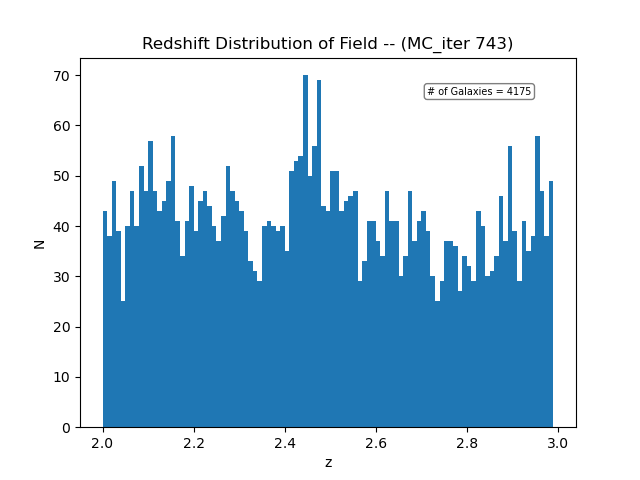 Redshift Distribution of Field -- (MC_iter 743)
# of Galaxies = 4175
70
60
50
40
30
20
10
0
N
2.0 2.2 2.4 2.6 2.8 3.0
z